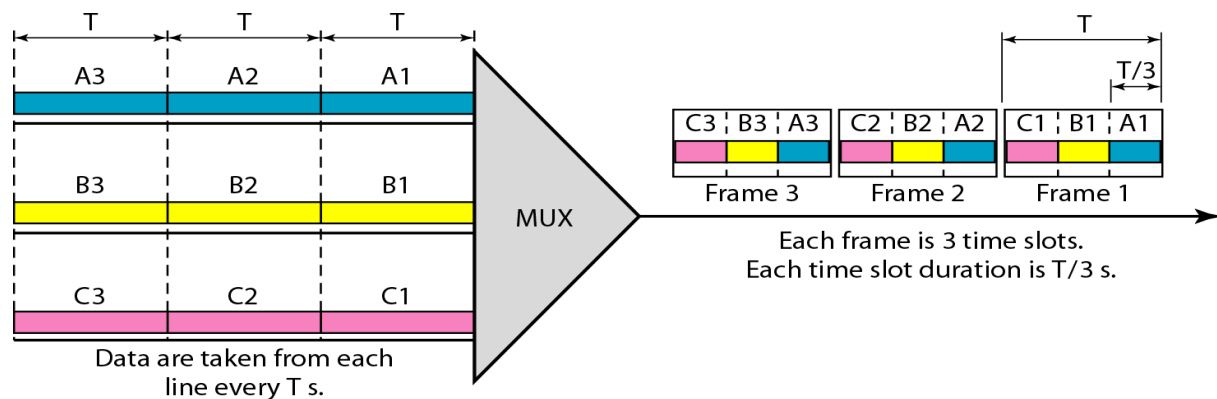 T T T
A3 A2 A1
B3 B2 B1
C3 C2 C1
Data are taken from each
line every T s.
MUX
T
T/3
C3 B3 A3 C2 B2 A2 C1 B1 A1
Frame 3 Frame 2 Frame 1
Each frame is 3 time slots.
Each time slot duration is T/3 s.